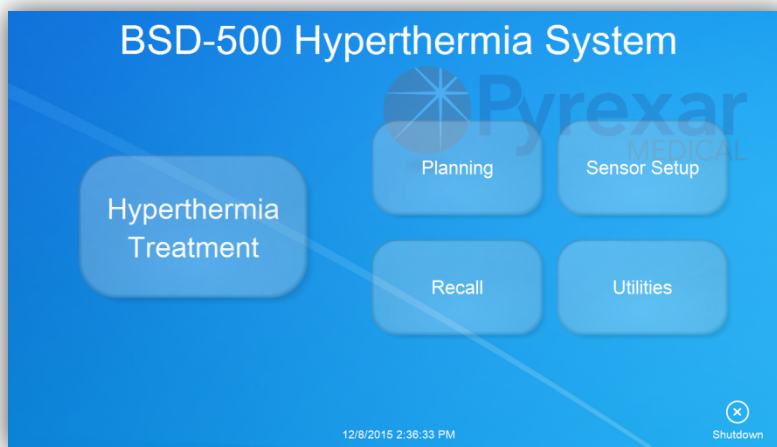 BSD-500 Hyperthermia System
Pyrexar
MEDICAL
Hyperthermia
Treatment
Planning
Sensor Setup
Recall
Utilities
12/8/2015 2:36:33 PM
Shutdown